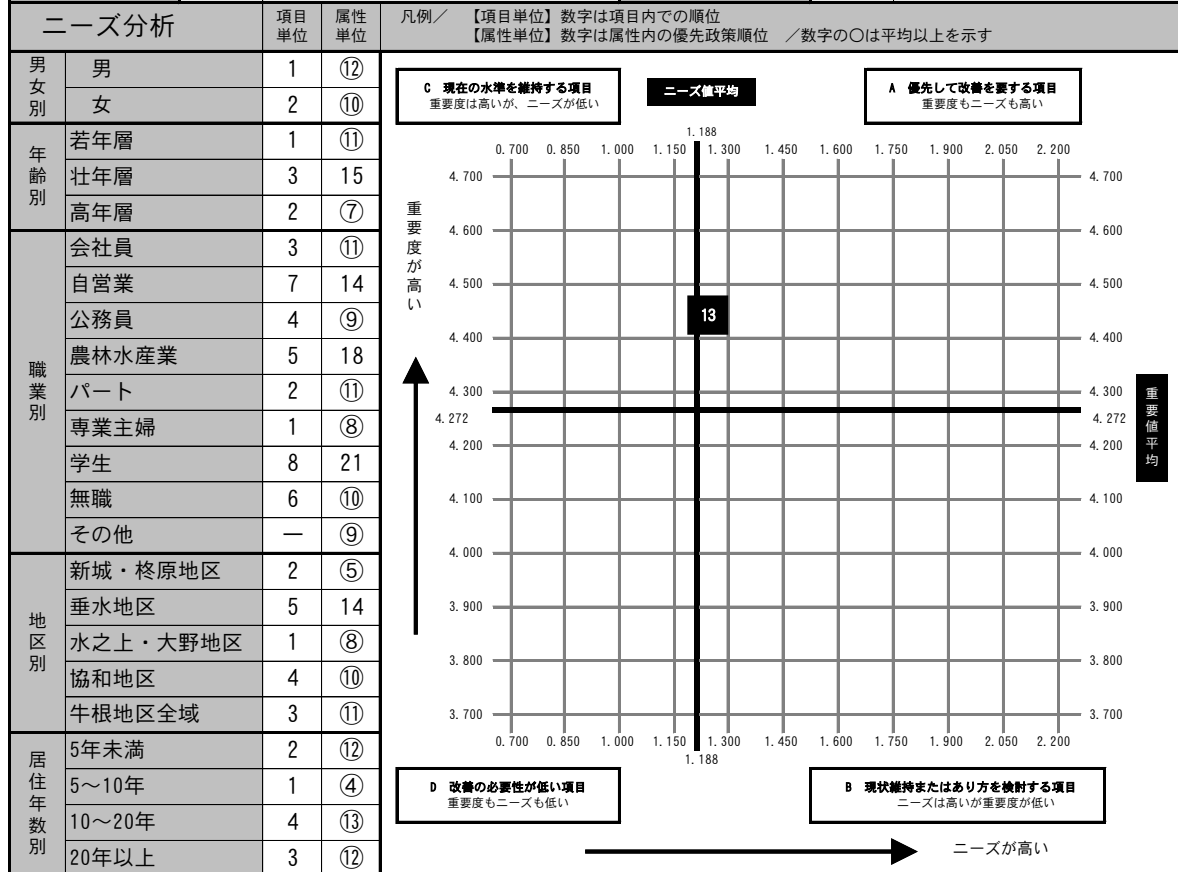 ニーズ分析 項目単位 属性単位
凡例／ 【項目単位】数字は項目内での順位
【属性単位】数字は属性内の優先政策順位 ／数字の〇は平均以上を示す
男女別
男 1 ⑫
女 2 ⑩
年齢別
若年層 1 ⑪
壮年層 3 15
高年層 2 ⑦
職業別
会社員 3 ⑪
自営業 7 14
公務員 4 ⑨
農林水産業 5 18
パート 2 ⑪
専業主婦 1 ⑧
学生 8 21
無職 6 ⑩
その他 ― ⑨
地区別
新城・柊原地区 2 ⑤
垂水地区 5 14
水之上・大野地区 1 ⑧
協和地区 4 ⑩
牛根地区全域 3 ⑪
居住年数別
5年未満 2 ⑫
5～10年 1 ④
10～20年 4 ⑬
20年以上 3 ⑫
C 現在の水準を維持する項目
重要度は高いが、ニーズが低い
ニーズ値平均
A 優先して改善を要する項目
重要度もニーズも高い
1.188
0.700 0.850 1.000 1.150 1.300 1.450 1.600 1.750 1.900 2.050 2.200
重要度が高い
4.700 4.700
4.600 4.600
4.500 4.500
13
4.400 4.400
4.300 4.300
4.272 4.272
重要値平均
4.200 4.200
4.100 4.100
4.000 4.000
3.900 3.900
3.800 3.800
3.700 3.700
0.700 0.850 1.000 1.150 1.300 1.450 1.600 1.750 1.900 2.050 2.200
1.188
D 改善の必要性が低い項目
重要度もニーズも低い
B 現状維持またはあり方を検討する項目
ニーズは高いが重要度が低い
ニーズが高い